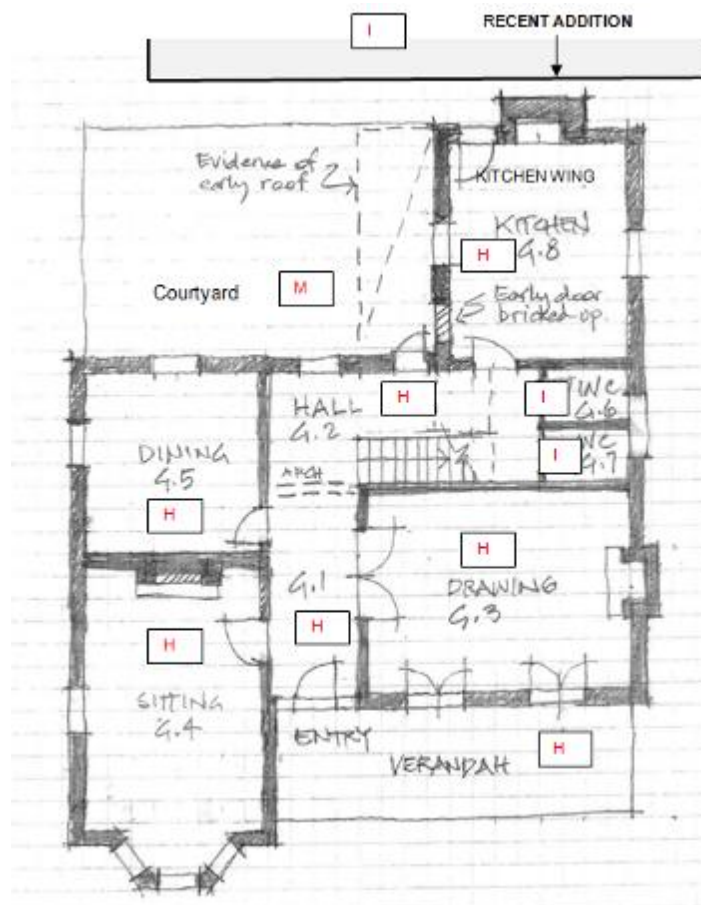 I
RECENT ADDITION
Evidence of
early roof
KITCHEN WING
KITCHEN
G.8
H
Courtyard
M
Early door
bricked up.
HALL
G.2
H
I
WC
G.6
I
WC
G.7
DINING
G.5
H
ARCH
H
DRAWING
G.3
G.1
H
H
SITTING
G.4
ENTRY
VERANDAH
H